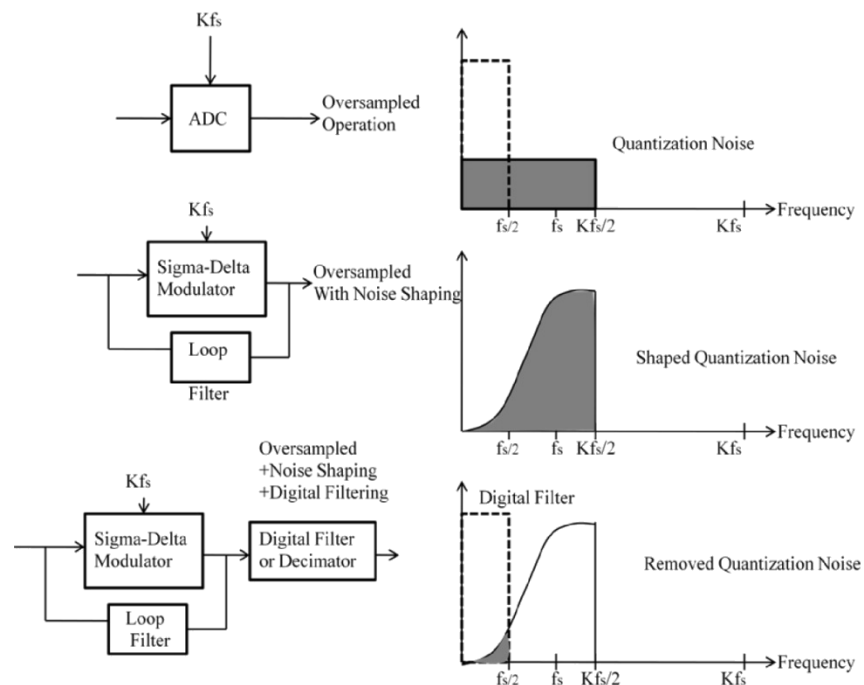 Kfs
ADC
Oversampled
Operation
Quantization Noise
fs/2
fs
Kfs/2
Kfs
Frequency
Kfs
Sigma-Delta
Modulator
Oversampled
With Noise Shaping
Loop
Filter
Shaped Quantization Noise
fs/2
fs
Kfs/2
Kfs
Frequency
Oversampled
+Noise Shaping
+Digital Filtering
Kfs
Sigma-Delta
Modulator
Digital Filter
or Decimator
Loop
Filter
Digital Filter
Removed Quantization Noise
fs/2
fs
Kfs/2
Kfs
Frequency